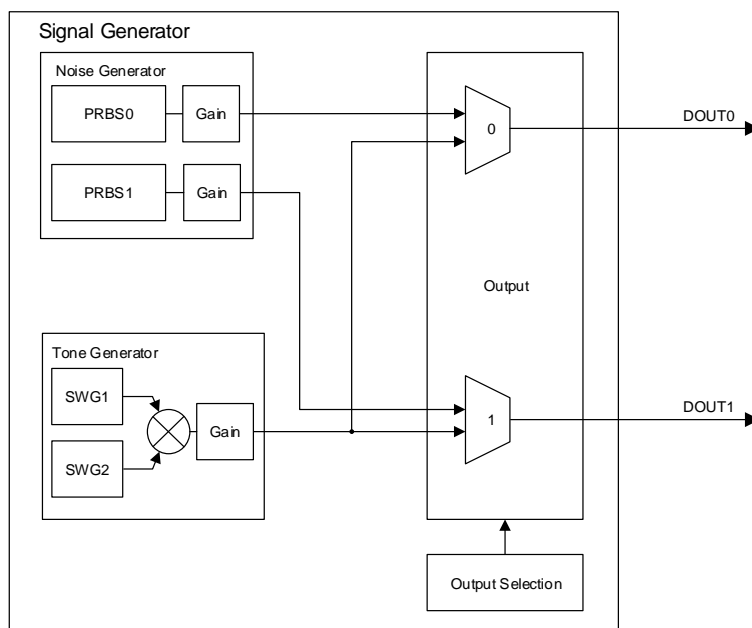 Signal Generator
Noise Generator
PRBS0
Gain
PRBS1
Gain
0
DOUT0
Output
Tone Generator
SWG1
SWG2
Gain
1
DOUT1
Output Selection